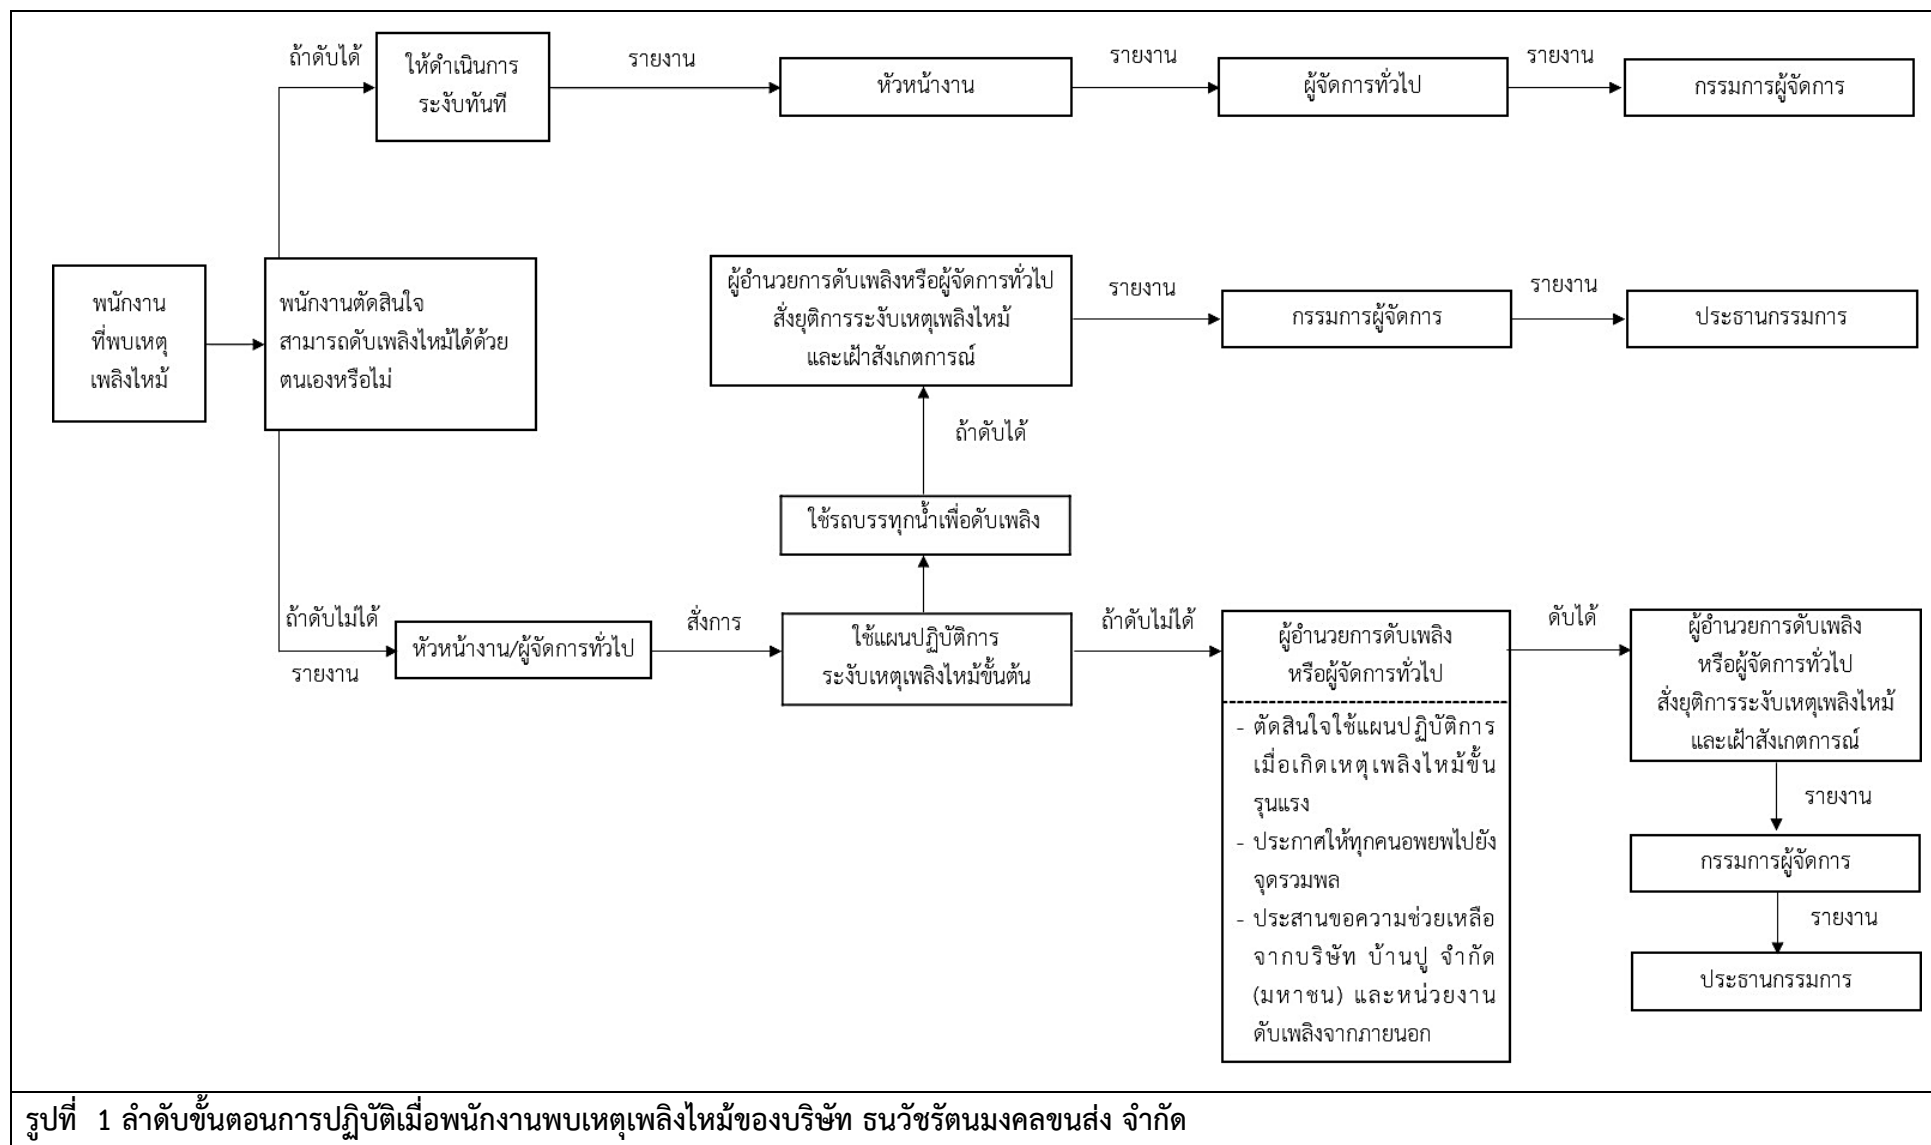 ถ้าดับได้
ให้ดำเนินการ
ระงับทันที
รายงาน
หัวหน้างาน
รายงาน
ผู้จัดการทั่วไป
รายงาน
กรรมการผู้จัดการ
พนักงาน
ที่พบเหตุ
เพลิงไหม้
พนักงานตัดสินใจ
สามารถดับเพลิงไหม้ได้ด้วย
ตนเองหรือไม่
ผู้อำนวยการดับเพลิงหรือผู้จัดการทั่วไป
สั่งยุติการระงับเหตุเพลิงไหม้
และเฝ้าสังเกตการณ์
รายงาน
กรรมการผู้จัดการ
รายงาน
ประธานกรรมการ
ถ้าดับได้
ใช้รถบรรทุกน้ำเพื่อดับเพลิง
ถ้าดับไม่ได้
รายงาน
หัวหน้างาน/ผู้จัดการทั่วไป
สั่งการ
ใช้แผนปฏิบัติการ
ระงับเหตุเพลิงไหม้ขั้นต้น
ถ้าดับไม่ได้
ผู้อำนวยการดับเพลิง
หรือผู้จัดการทั่วไป
- ตัดสินใจใช้แผนปฏิบัติการ
เมื่อเกิดเหตุเพลิงไหม้ขั้น
รุนแรง
- ประกาศให้ทุกคนอพยพไปยัง
จุดรวมพล
- ประสานขอความช่วยเหลือ
จากบริษัท บ้านปู จำกัด
(มหาชน) และหน่วยงาน
ดับเพลิงจากภายนอก
ดับได้
ผู้อำนวยการดับเพลิง
หรือผู้จัดการทั่วไป
สั่งยุติการระงับเหตุเพลิงไหม้
และเฝ้าสังเกตการณ์
รายงาน
กรรมการผู้จัดการ
รายงาน
ประธานกรรมการ
รูปที่ 1 ลำดับขั้นตอนการปฏิบัติเมื่อพนักงานพบเหตุเพลิงไหม้ของบริษัท ธนวัชรัตนมงคลขนส่ง จำกัด